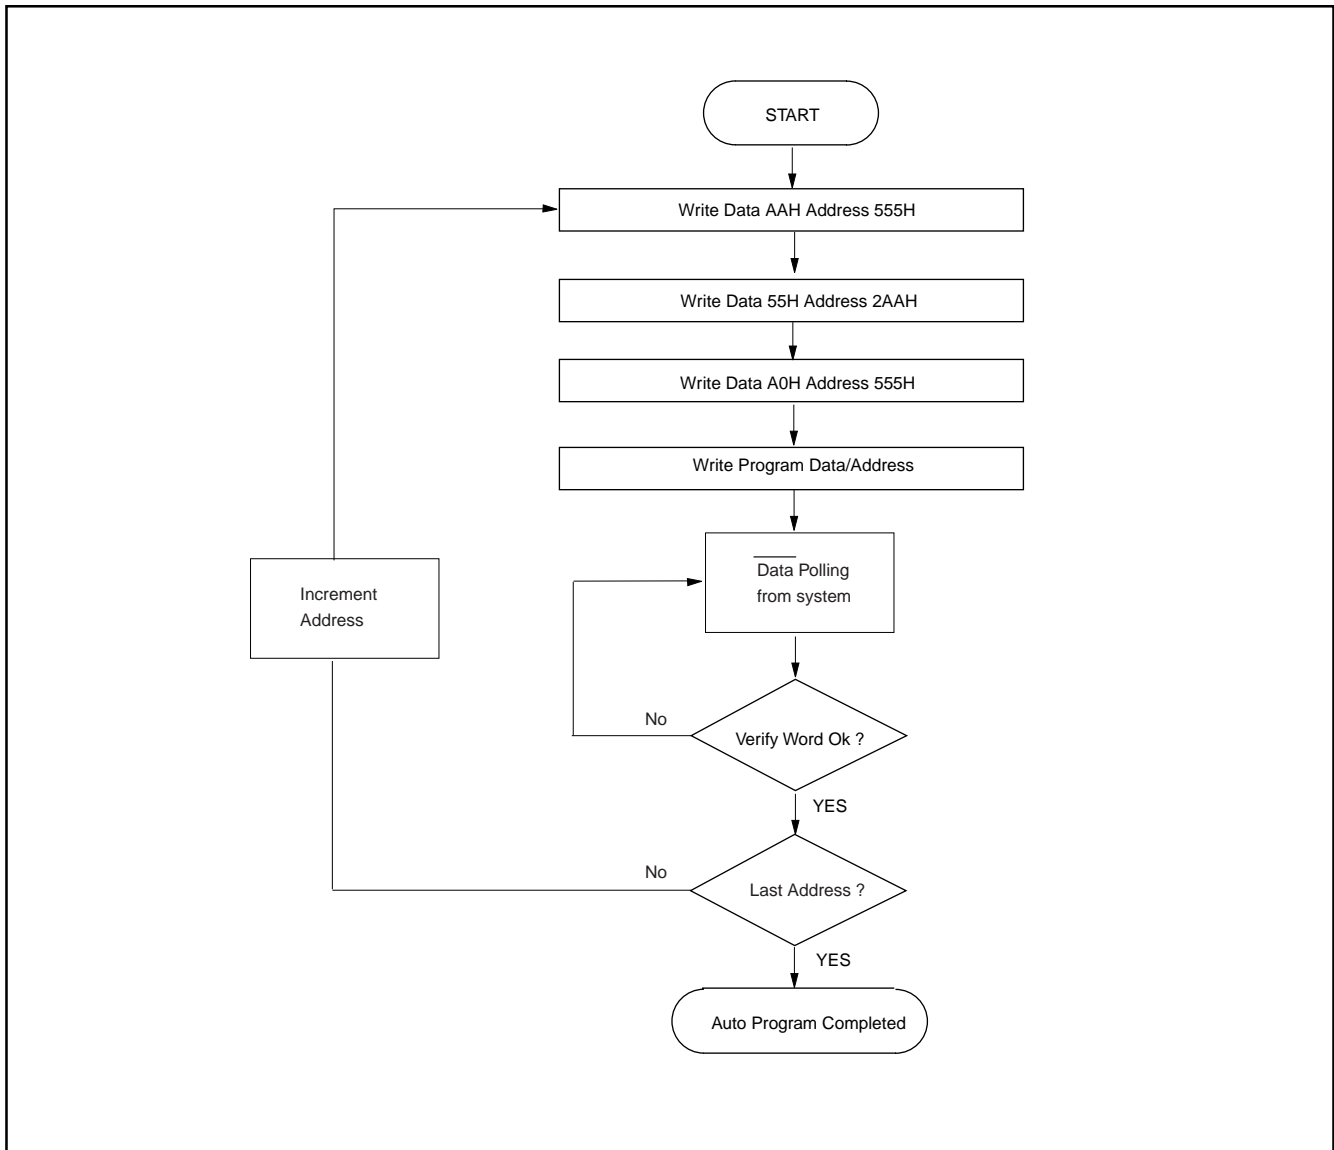 START
Write Data AAH Address 555H
Write Data 55H Address 2AAH
Write Data A0H Address 555H
Write Program Data/Address
Data Polling
from system
Increment
Address
No
Verify Word Ok ?
YES
No
Last Address ?
YES
Auto Program Completed